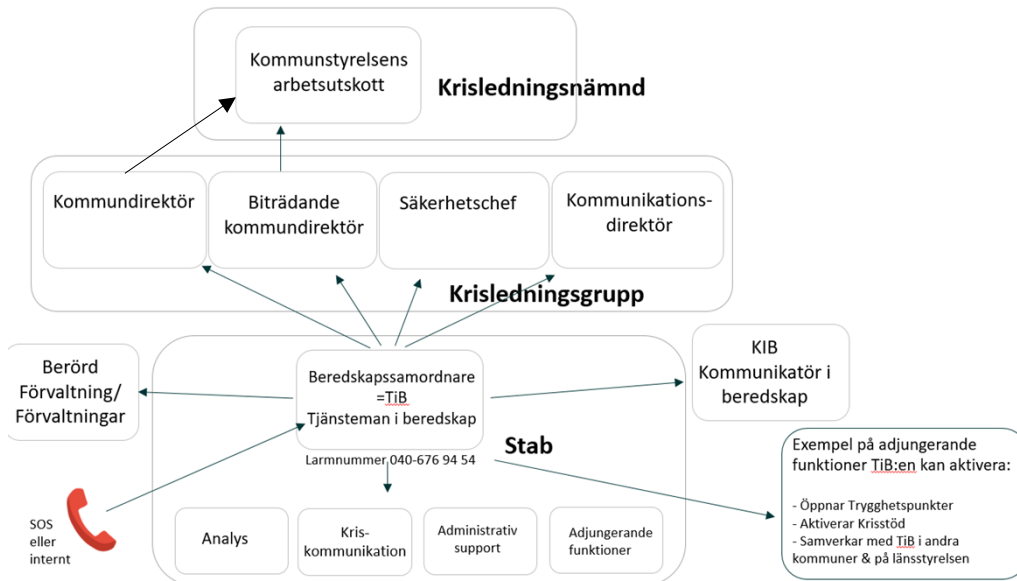 Kommunstyrelsens
arbetsutskott
Krisledningsnämnd
Kommundirektör
Biträdande
kommundirektör
Säkerhetschef
Kommunikations-
direktör
Krisledningsgrupp
Berörd
Förvaltning/
Förvaltningar
Beredskapssamordnare
=TiB
Tjänsteman i beredskap
KIB
Kommunikatör i
beredskap
Stab
Larmnummer 040-676 94 54
Exempel på adjungerande
funktioner TiB:en kan aktivera:
- Öppnar Trygghetspunkter
- Aktiverar Krisstöd
- Samverkar med TiB i andra
kommuner & på länsstyrelsen
SOS
eller
internt
Analys
Kris-
kommunikation
Administrativ
support
Adjungerande
funktioner